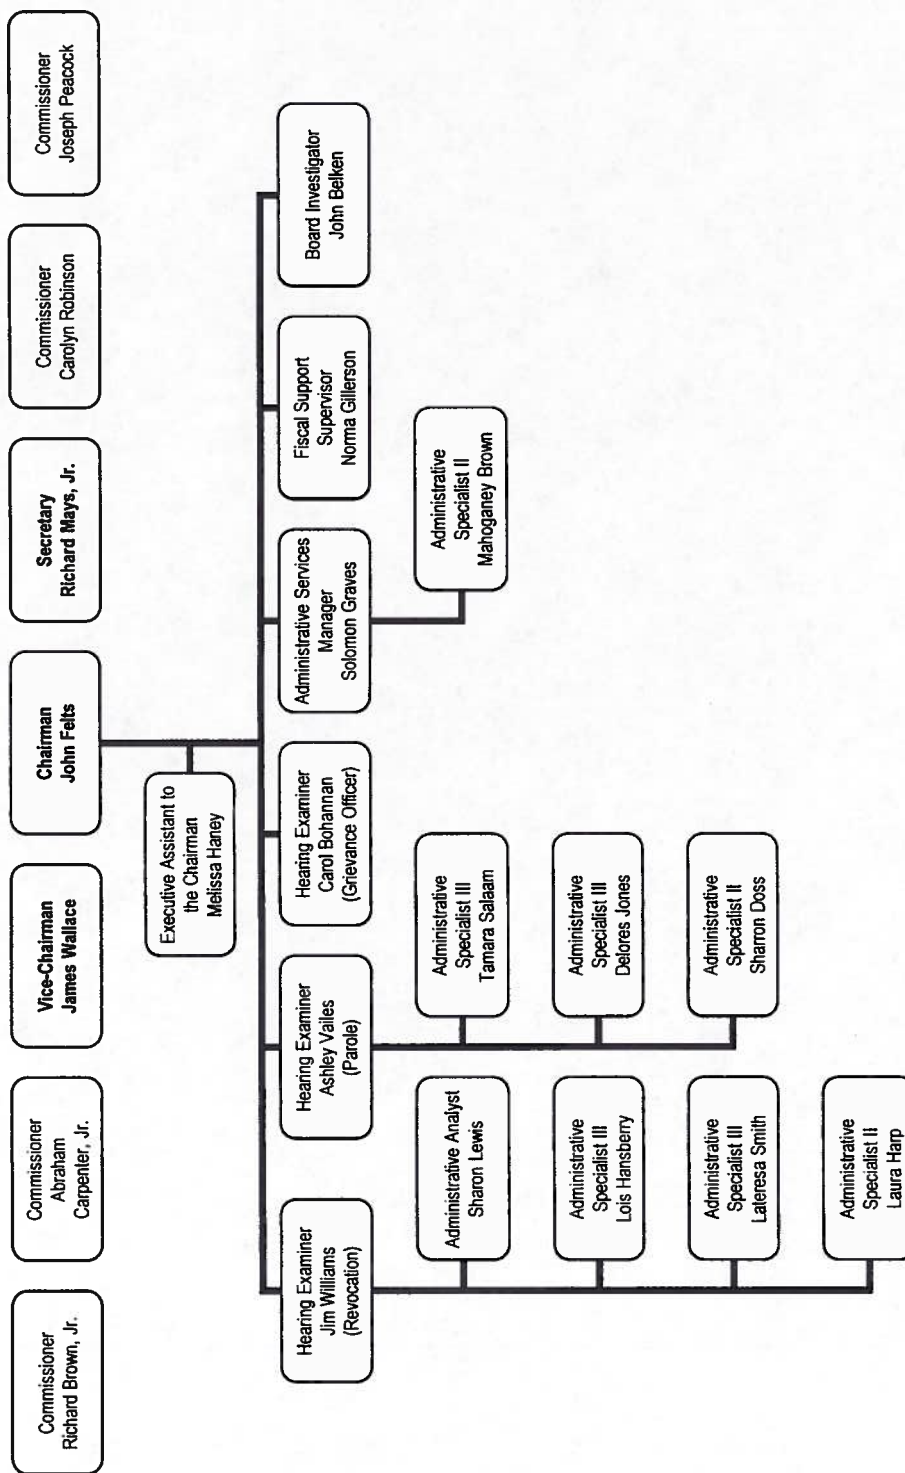 Commissioner
Richard Brown, Jr.
Commissioner
Abraham
Carpenter, Jr.
Vice-Chairman
James Wallace
Chairman
John Felts
Secretary
Richard Mays, Jr.
Commissioner
Carolyn Robinson
Commissioner
Joseph Peacock
Executive Assistant to
the Chairman
Melissa Haney
Hearing Examiner
Jim Williams
(Revocation)
Hearing Examiner
Ashley Vailes
(Parole)
Hearing Examiner
Carol Bohannan
(Grievance Officer)
Administrative Services
Manager
Solomon Graves
Fiscal Support
Supervisor
Norma Gillerson
Board Investigator
John Belken
Administrative Analyst
Sharon Lewis
Administrative
Specialist III
Tamara Salaam
Administrative
Specialist II
Mahoganey Brown
Administrative
Specialist III
Lois Hansberry
Administrative
Specialist III
Delores Jones
Administrative
Specialist III
Lateresa Smith
Administrative
Specialist II
Sharron Doss
Administrative
Specialist II
Laura Harp